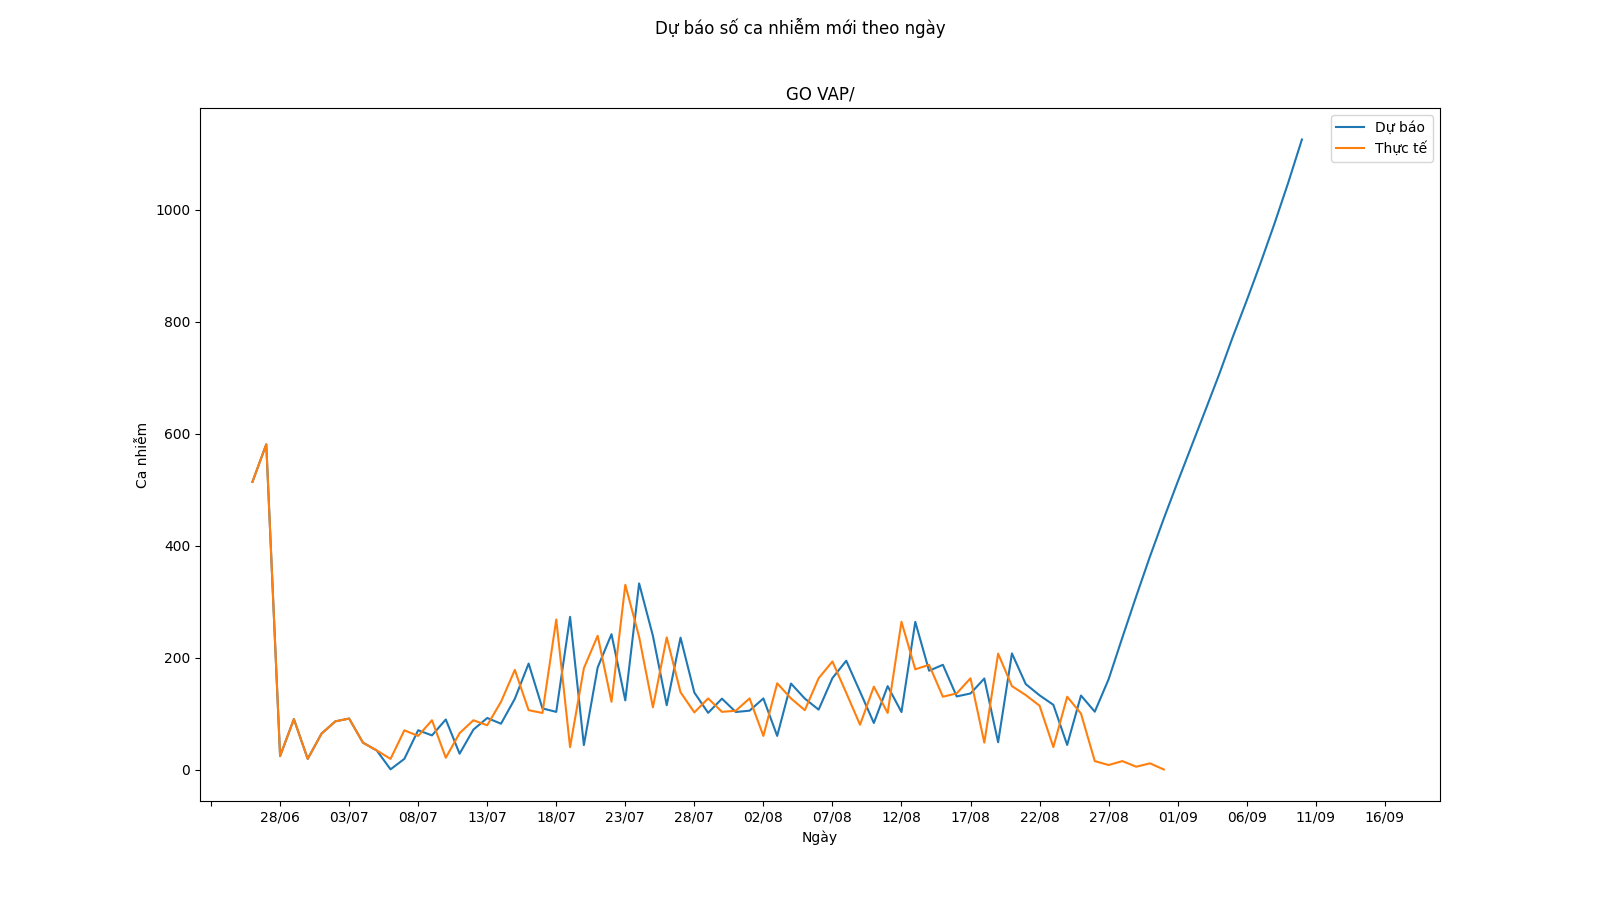 Dự báo số ca nhiễm mới theo ngày
GO VAP/
Dự báo
Thực tế
1000
800
600
400
200
0
Ca nhiễm
28/06 03/07 08/07 13/07 18/07 23/07 28/07 02/08 07/08 12/08 17/08 22/08 27/08 01/09 06/09 11/09 16/09
Ngày